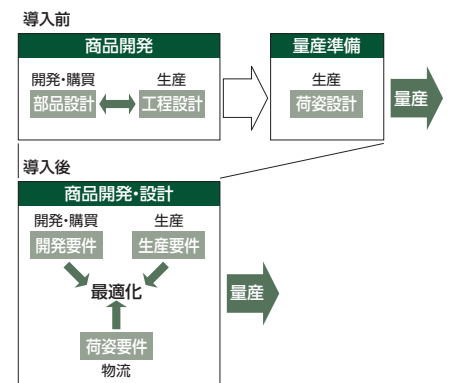 導入前
商品開発
量産準備
開発・購買
生産
生産
部品設計
工程設計
荷姿設計
量産
導入後
商品開発・設計
開発・購買
生産
開発要件
生産要件
最適化
量産
荷姿要件
物流